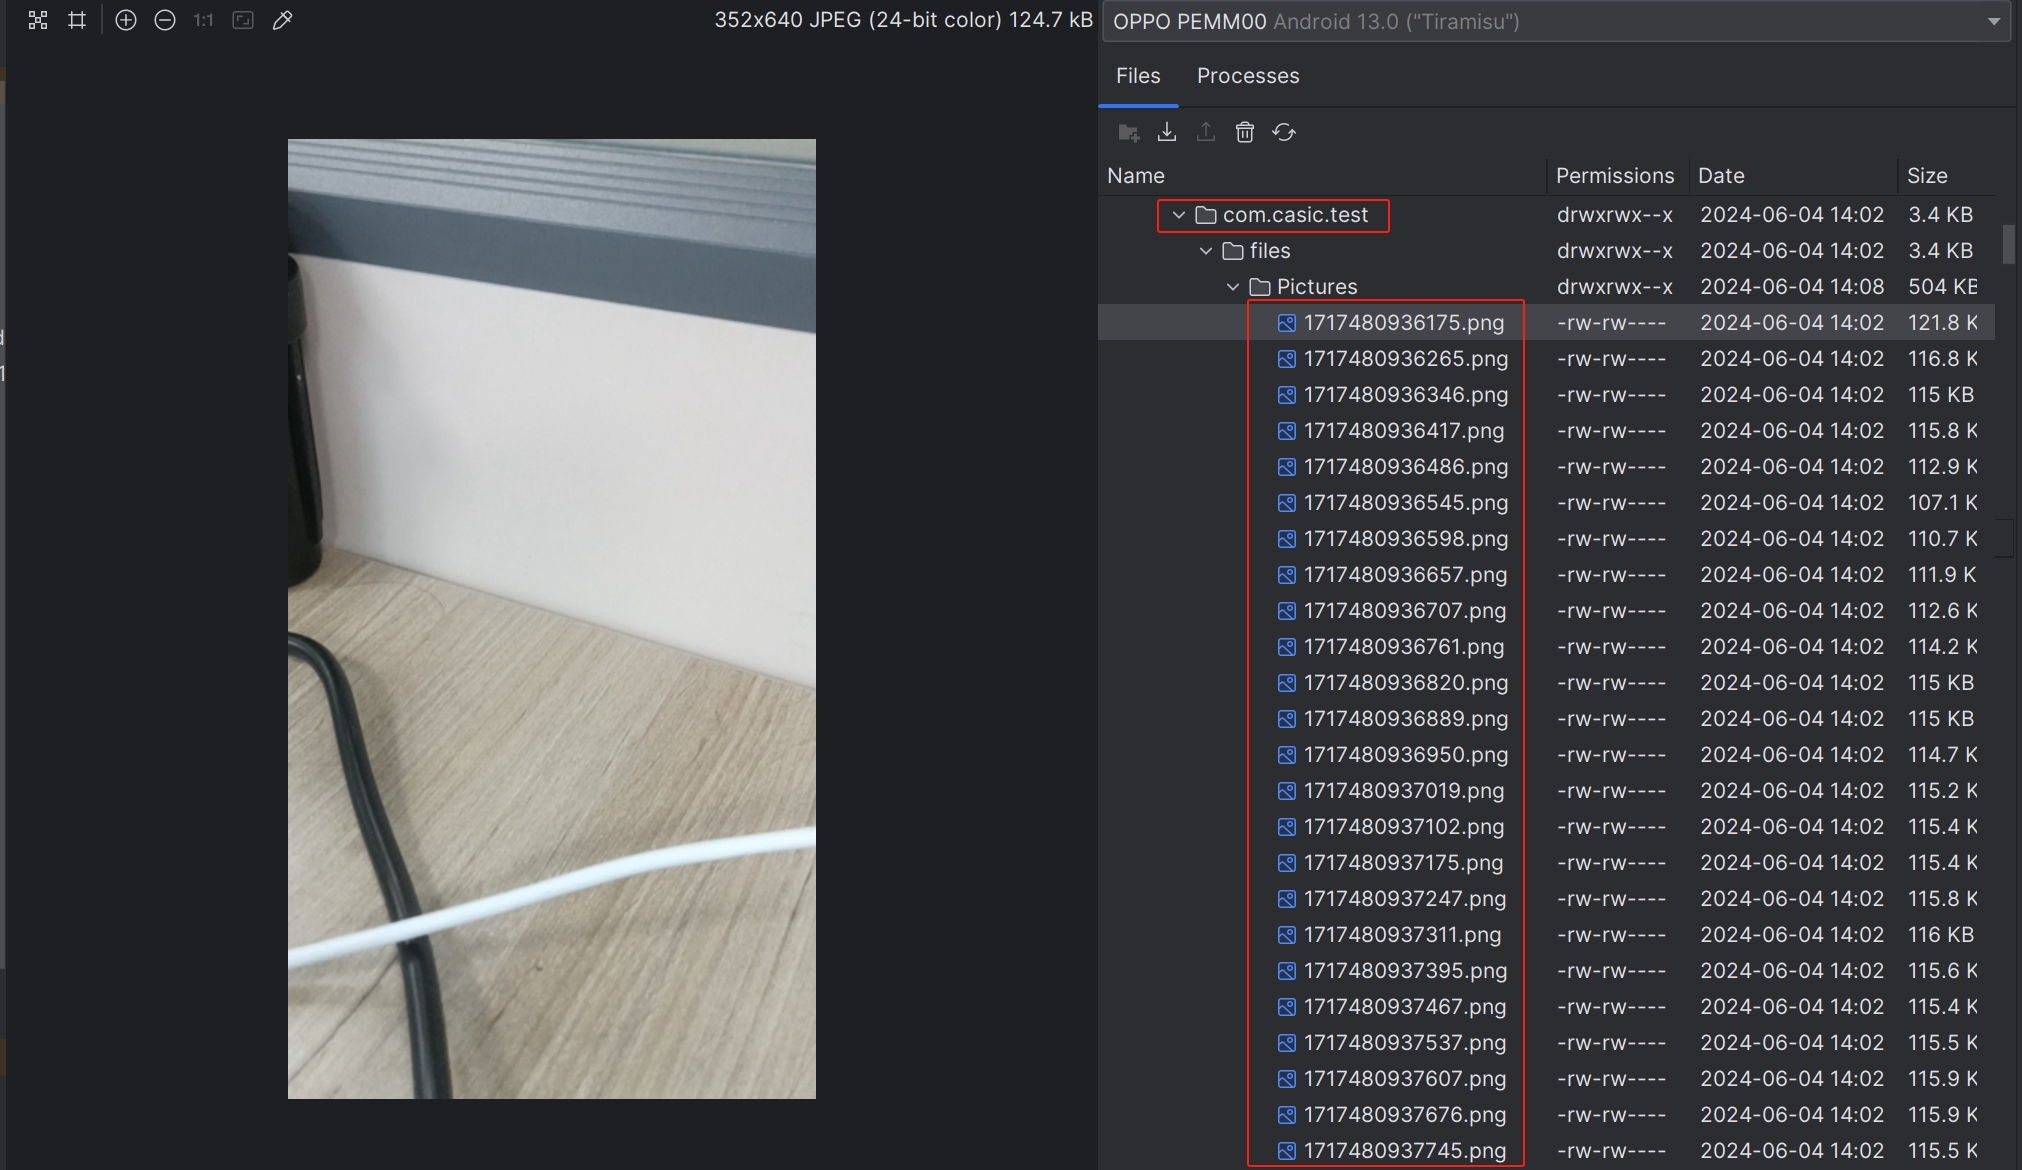 1:1
352x640 JPEG (24-bit color) 124.7 kB
OPPO PEMM00 Android 13.0 ("Tiramisu")
Files Processes
Name Permissions Date Size
com.casic.test drwxrwx--x 2024-06-04 14:02 3.4 KB
files drwxrwx--x 2024-06-04 14:02 3.4 KB
Pictures drwxrwx--x 2024-06-04 14:08 504 KB
1717480936175.png -rw-rw---- 2024-06-04 14:02 121.8 K
1717480936265.png -rw-rw---- 2024-06-04 14:02 116.8 K
1717480936346.png -rw-rw---- 2024-06-04 14:02 115 KB
1717480936417.png -rw-rw---- 2024-06-04 14:02 115.8 K
1717480936486.png -rw-rw---- 2024-06-04 14:02 112.9 K
1717480936545.png -rw-rw---- 2024-06-04 14:02 107.1 K
1717480936598.png -rw-rw---- 2024-06-04 14:02 110.7 K
1717480936657.png -rw-rw---- 2024-06-04 14:02 111.9 K
1717480936707.png -rw-rw---- 2024-06-04 14:02 112.6 K
1717480936761.png -rw-rw---- 2024-06-04 14:02 114.2 K
1717480936820.png -rw-rw---- 2024-06-04 14:02 115 KB
1717480936889.png -rw-rw---- 2024-06-04 14:02 115 KB
1717480936950.png -rw-rw---- 2024-06-04 14:02 114.7 K
1717480937019.png -rw-rw---- 2024-06-04 14:02 115.2 K
1717480937102.png -rw-rw---- 2024-06-04 14:02 115.4 K
1717480937175.png -rw-rw---- 2024-06-04 14:02 115.4 K
1717480937247.png -rw-rw---- 2024-06-04 14:02 115.8 K
1717480937311.png -rw-rw---- 2024-06-04 14:02 116 KB
1717480937395.png -rw-rw---- 2024-06-04 14:02 115.6 K
1717480937467.png -rw-rw---- 2024-06-04 14:02 115.4 K
1717480937537.png -rw-rw---- 2024-06-04 14:02 115.5 K
1717480937607.png -rw-rw---- 2024-06-04 14:02 115.9 K
1717480937676.png -rw-rw---- 2024-06-04 14:02 115.9 K
1717480937745.png -rw-rw---- 2024-06-04 14:02 115.5 K